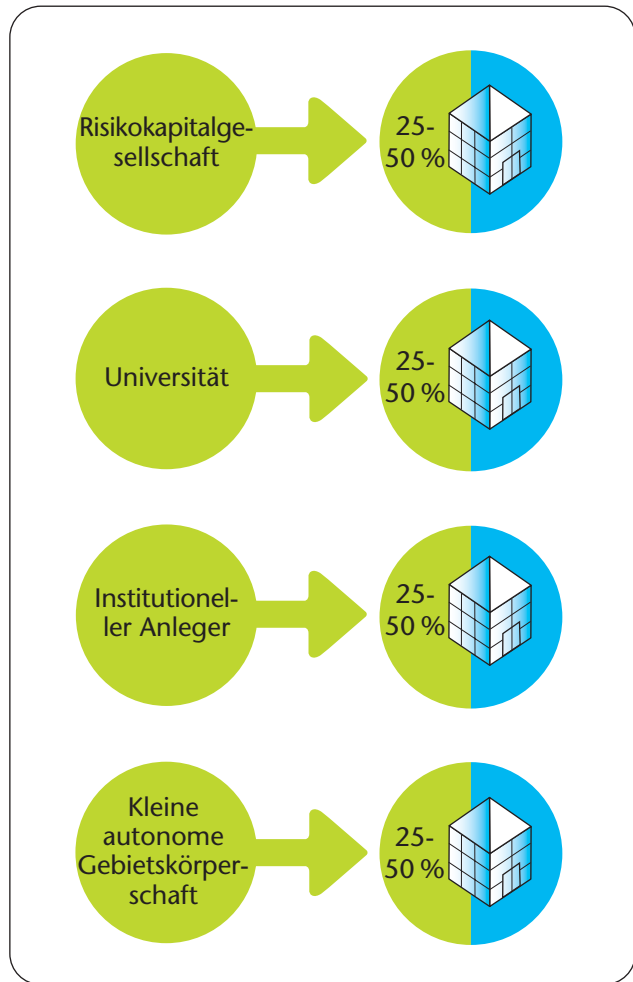 Risikokapitalge-
sellschaft
25-
50 %
Universität
25-
50 %
Institutionel-
ler Anleger
25-
50 %
Kleine
autonome
Gebietskörper-
schaft
25-
50 %